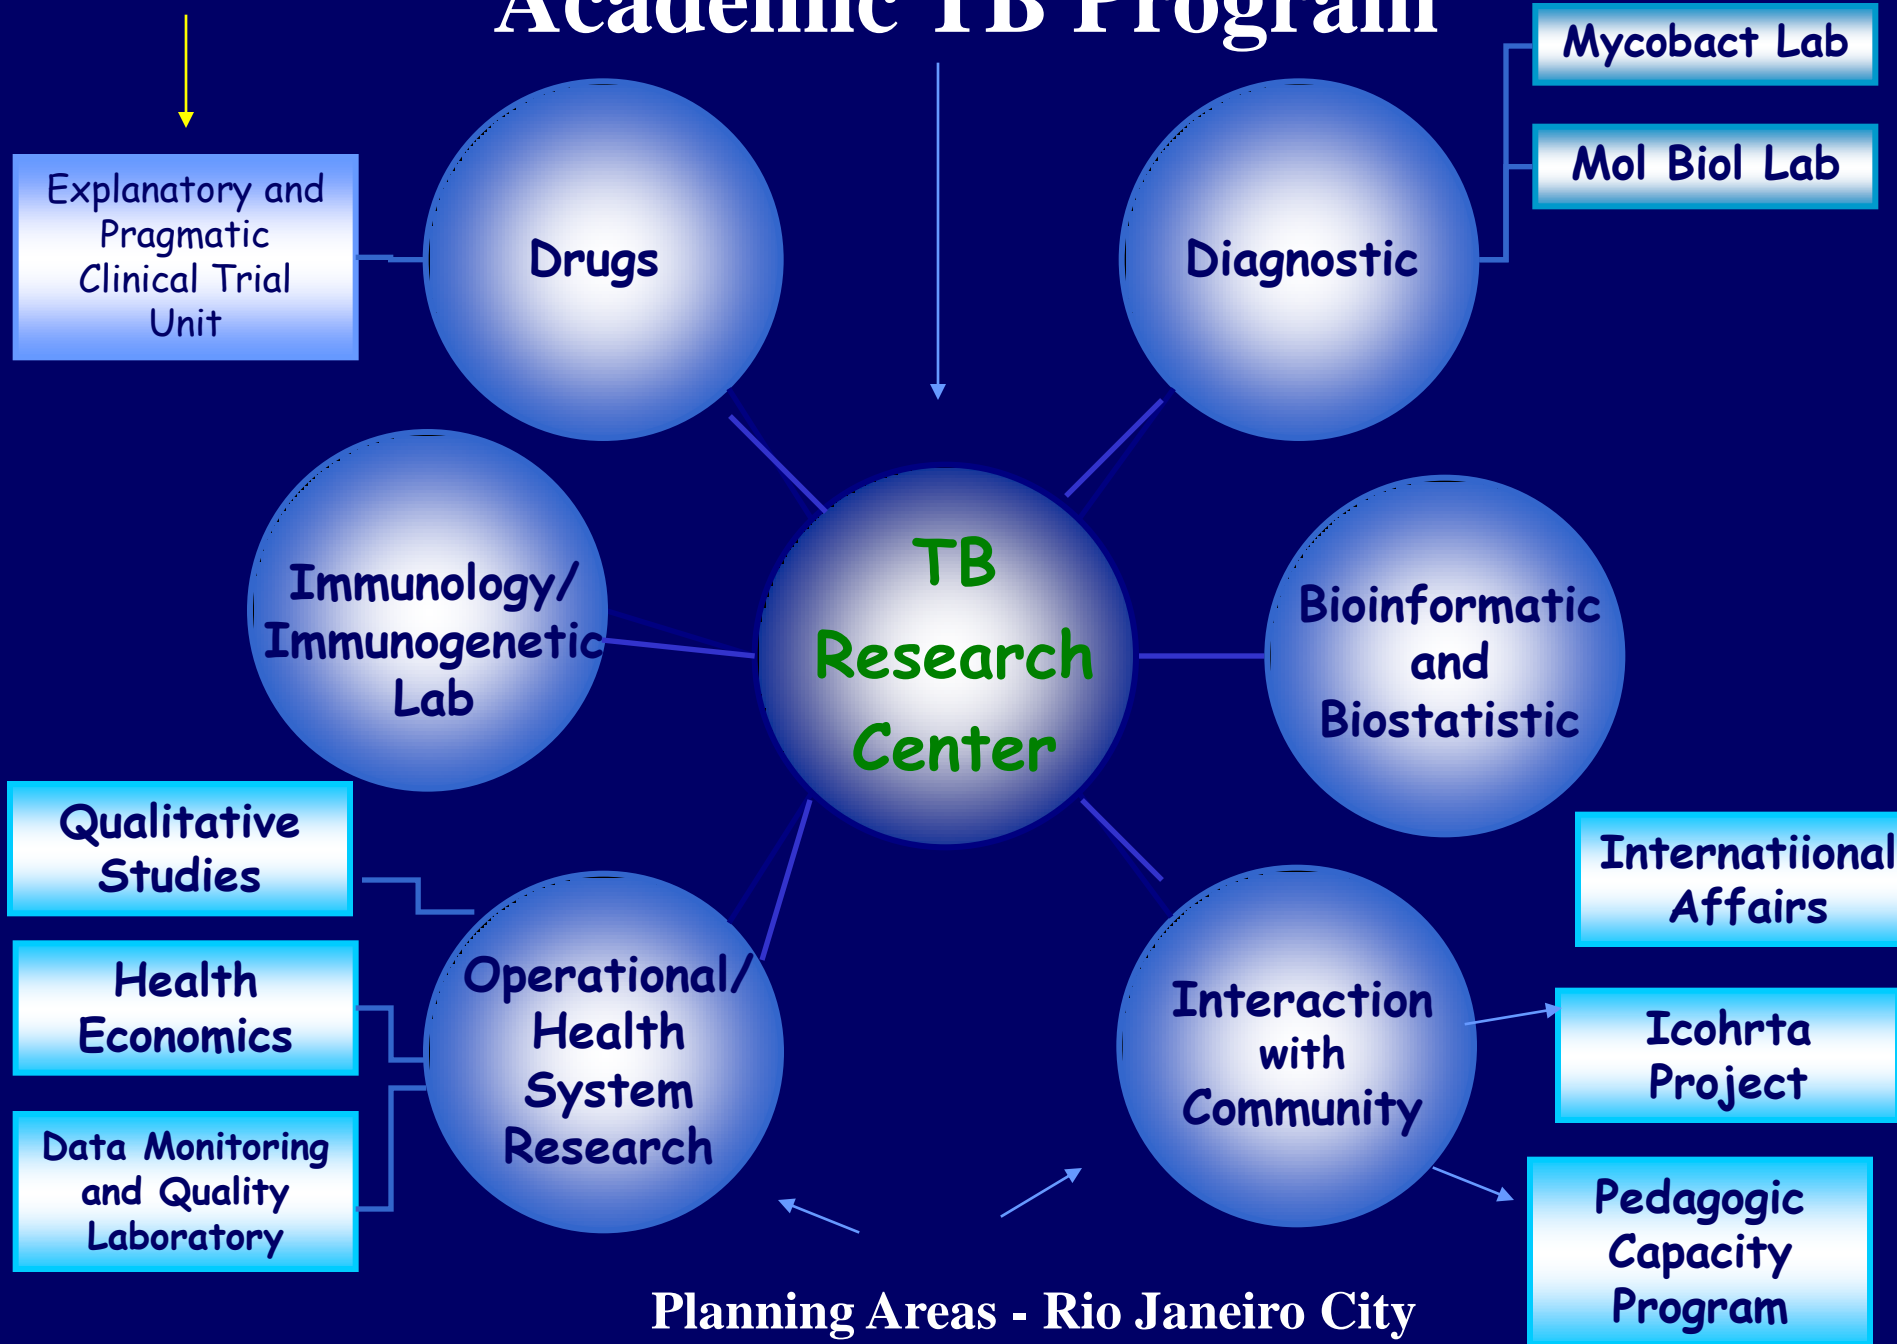 Academic TB Program
Mycobact Lab
Mol Biol Lab
Explanatory and
Pragmatic
Clinical Trial
Unit
Drugs
Diagnostic
Immunology/
Immunogenetic
Lab
TB
Research
Center
Bioinformatic
and
Biostatistic
Qualitative
Studies
Health
Economics
Data Monitoring
and Quality
Laboratory
Operational/
Health
System
Research
Interaction
with
Community
Internatiional
Affairs
Icohrta
Project
Pedagogic
Capacity
Program
Planning Areas - Rio Janeiro City